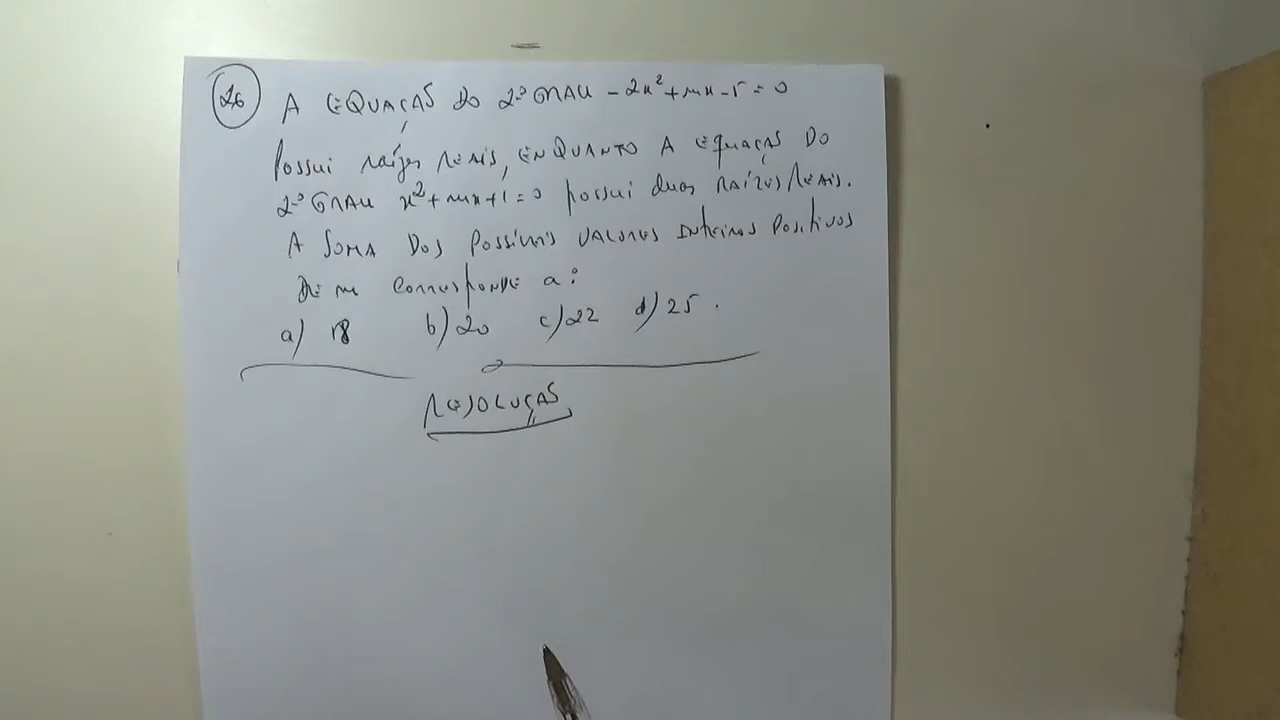 26
A EQUAÇÃO DO 2º GRAU -2x²+mx-5=0
Possui raízes REAIS, ENQUANTO A EQUAÇÃO DO
2º GRAU x²+mx+1=0 possui duas RAÍZES REAIS.
A SOMA DOS POSSÍVEIS VALORES INTEIROS POSITIVOS
DE m CORRESPONDE a:
a) 18 b) 20 c) 22 d) 25.
RESOLUÇÃO